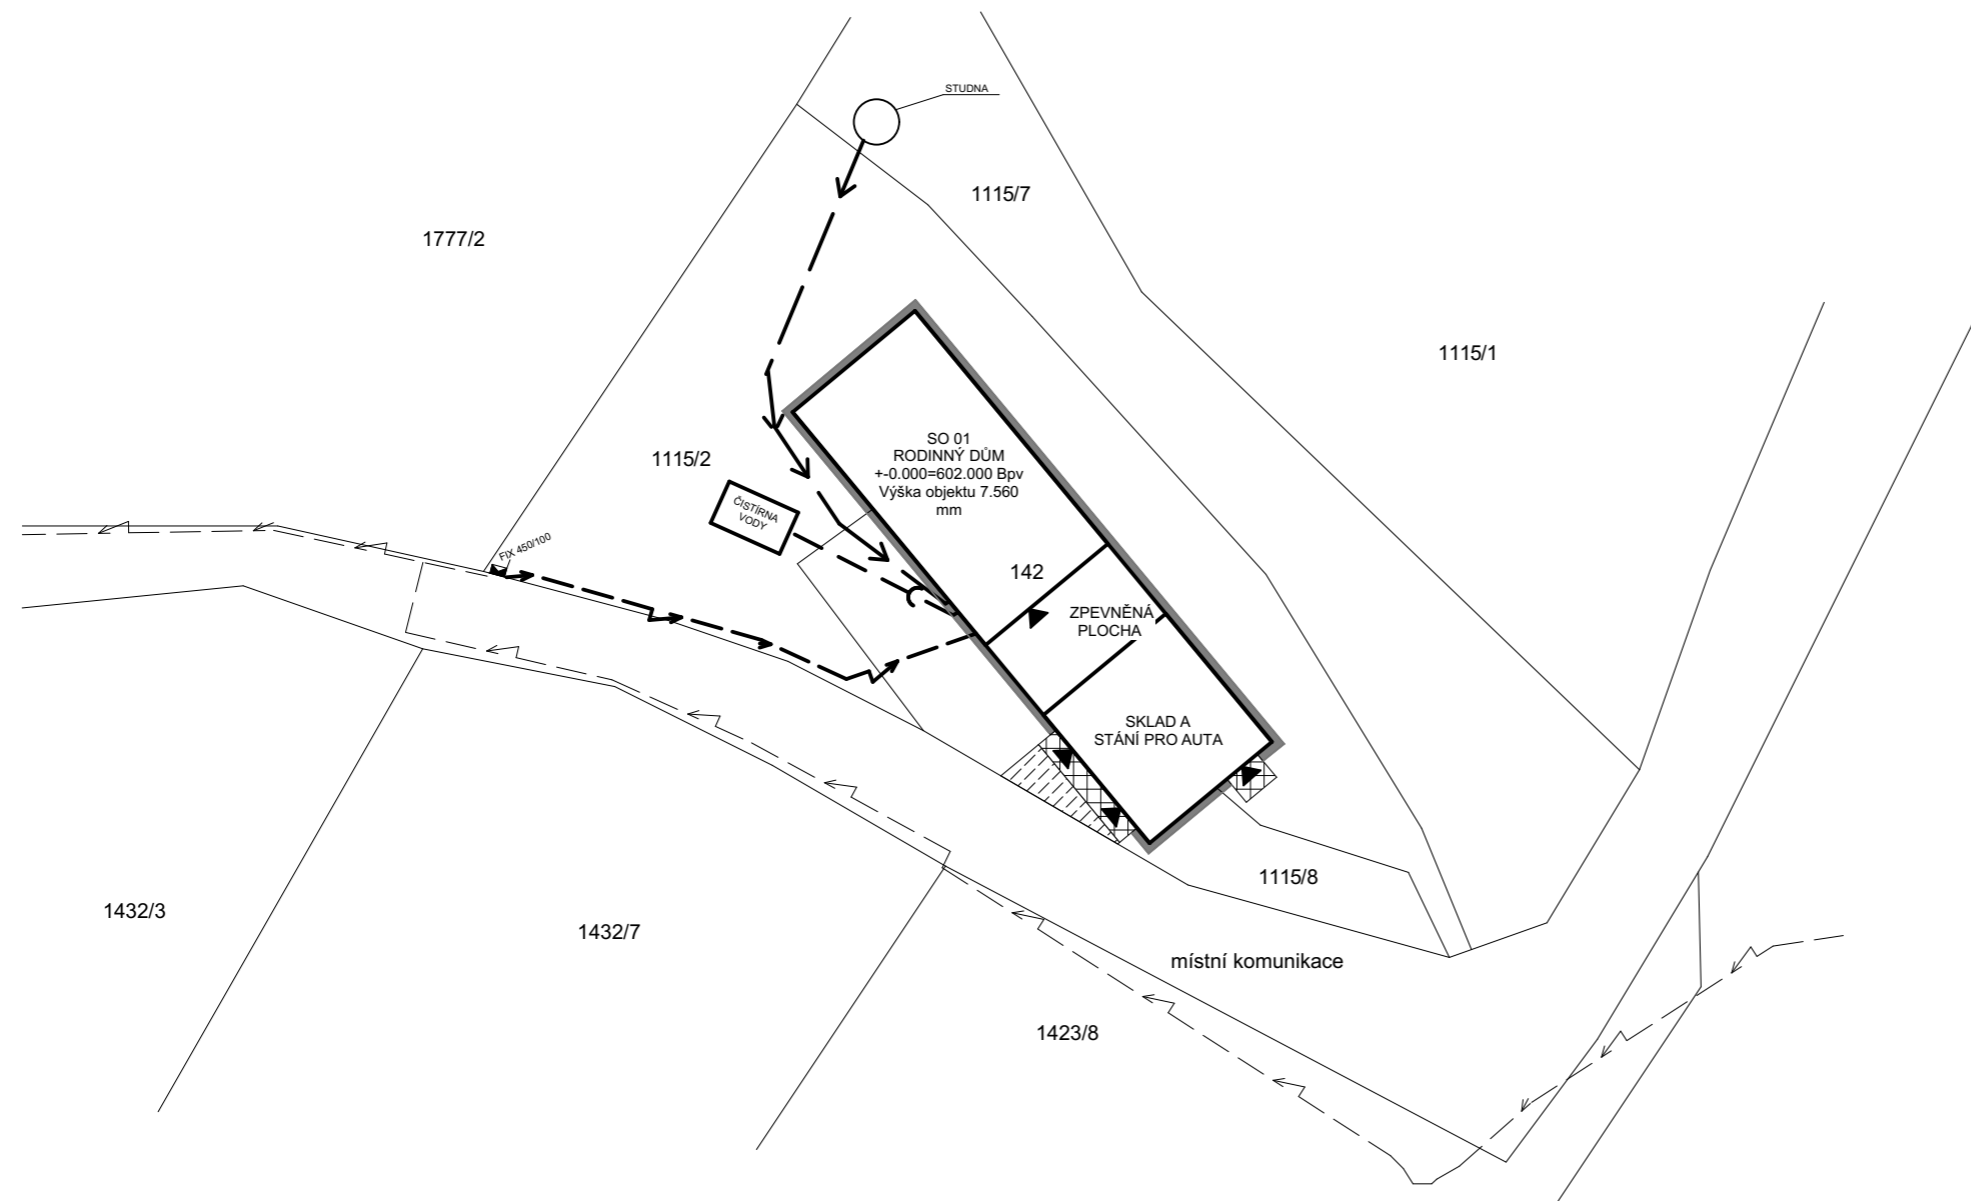 STUDNA
1115/7
1777/2
1115/1
SO 01
RODINNÝ DŮM
+-0.000=602.000 Bpv
Výška objektu 7.560
mm
1115/2
ČISTÍRNA
VODY
FIX 450/100
142
ZPEVNĚNÁ
PLOCHA
SKLAD A
STÁNÍ PRO AUTA
1115/8
1432/3
1432/7
místní komunikace
1423/8